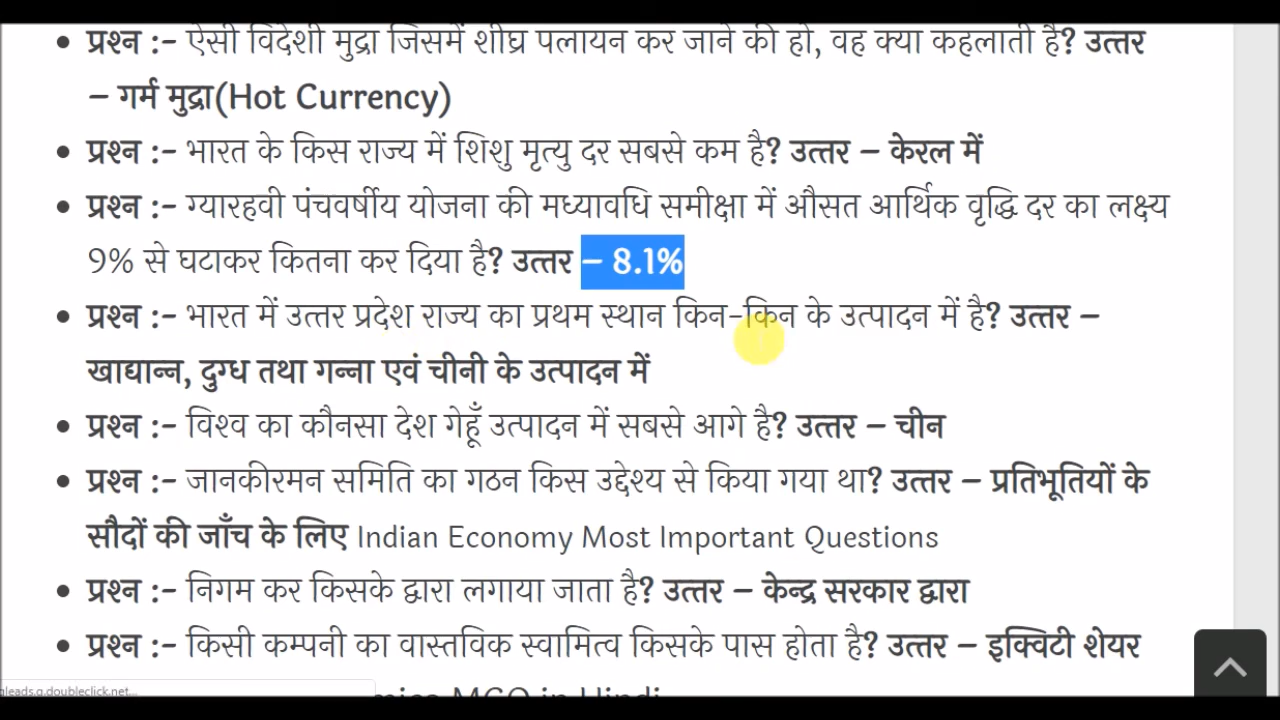 प्रश्न :- ऐसी विदेशी मुद्रा जिसमें शीघ्र पलायन कर जाने की हो, वह क्या कहलाती है? उत्तर
– गर्म मुद्रा(Hot Currency)
प्रश्न :- भारत के किस राज्य में शिशु मृत्यु दर सबसे कम है? उत्तर – केरल में
प्रश्न :- ग्यारहवी पंचवर्षीय योजना की मध्यावधि समीक्षा में औसत आर्थिक वृद्धि दर का लक्ष्य
9% से घटाकर कितना कर दिया है? उत्तर – 8.1%
प्रश्न :- भारत में उत्तर प्रदेश राज्य का प्रथम स्थान किन-किन के उत्पादन में है? उत्तर –
खाद्यान्न, दुग्ध तथा गन्ना एवं चीनी के उत्पादन में
प्रश्न :- विश्व का कौनसा देश गेहूँ उत्पादन में सबसे आगे है? उत्तर – चीन
प्रश्न :- जानकीरमन समिति का गठन किस उद्देश्य से किया गया था? उत्तर – प्रतिभूतियों के
सौदों की जाँच के लिए Indian Economy Most Important Questions
प्रश्न :- निगम कर किसके द्वारा लगाया जाता है? उत्तर – केन्द्र सरकार द्वारा
प्रश्न :- किसी कम्पनी का वास्तविक स्वामित्व किसके पास होता है? उत्तर – इक्विटी शेयर
MCQ in Hindi